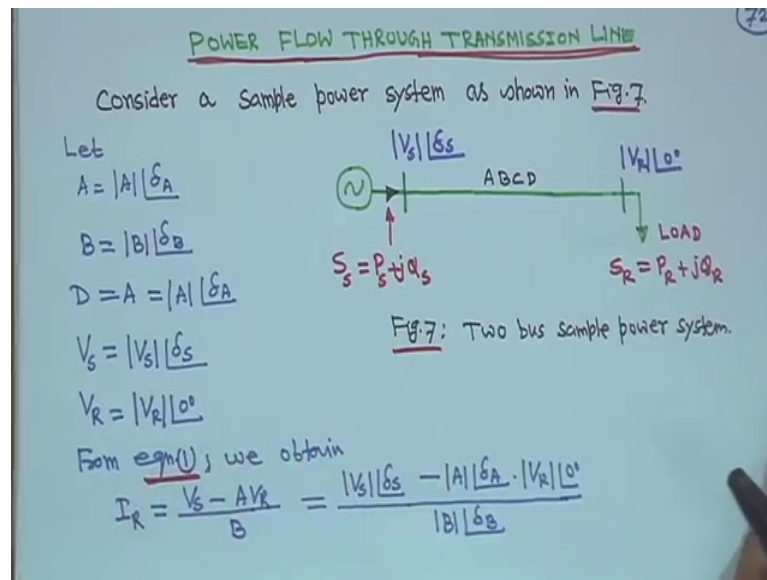 72
POWER FLOW THROUGH TRANSMISSION LINE
Consider a sample power system as shown in Fig.7.
Let
A = |A|∠δA
B = |B|∠δB
D = A = |A|∠δA
VS = |VS|∠δS
VR = |VR|∠0°
|VS|∠δS
|VR|∠0°
ABCD
LOAD
SS = PS + jQS
SR = PR + jQR
Fig.7: Two bus sample power system.
From eqn(1), we obtain
IR = (VS − AVR) / B = (|VS|∠δS − |A|∠δA · |VR|∠0°) / |B|∠δB